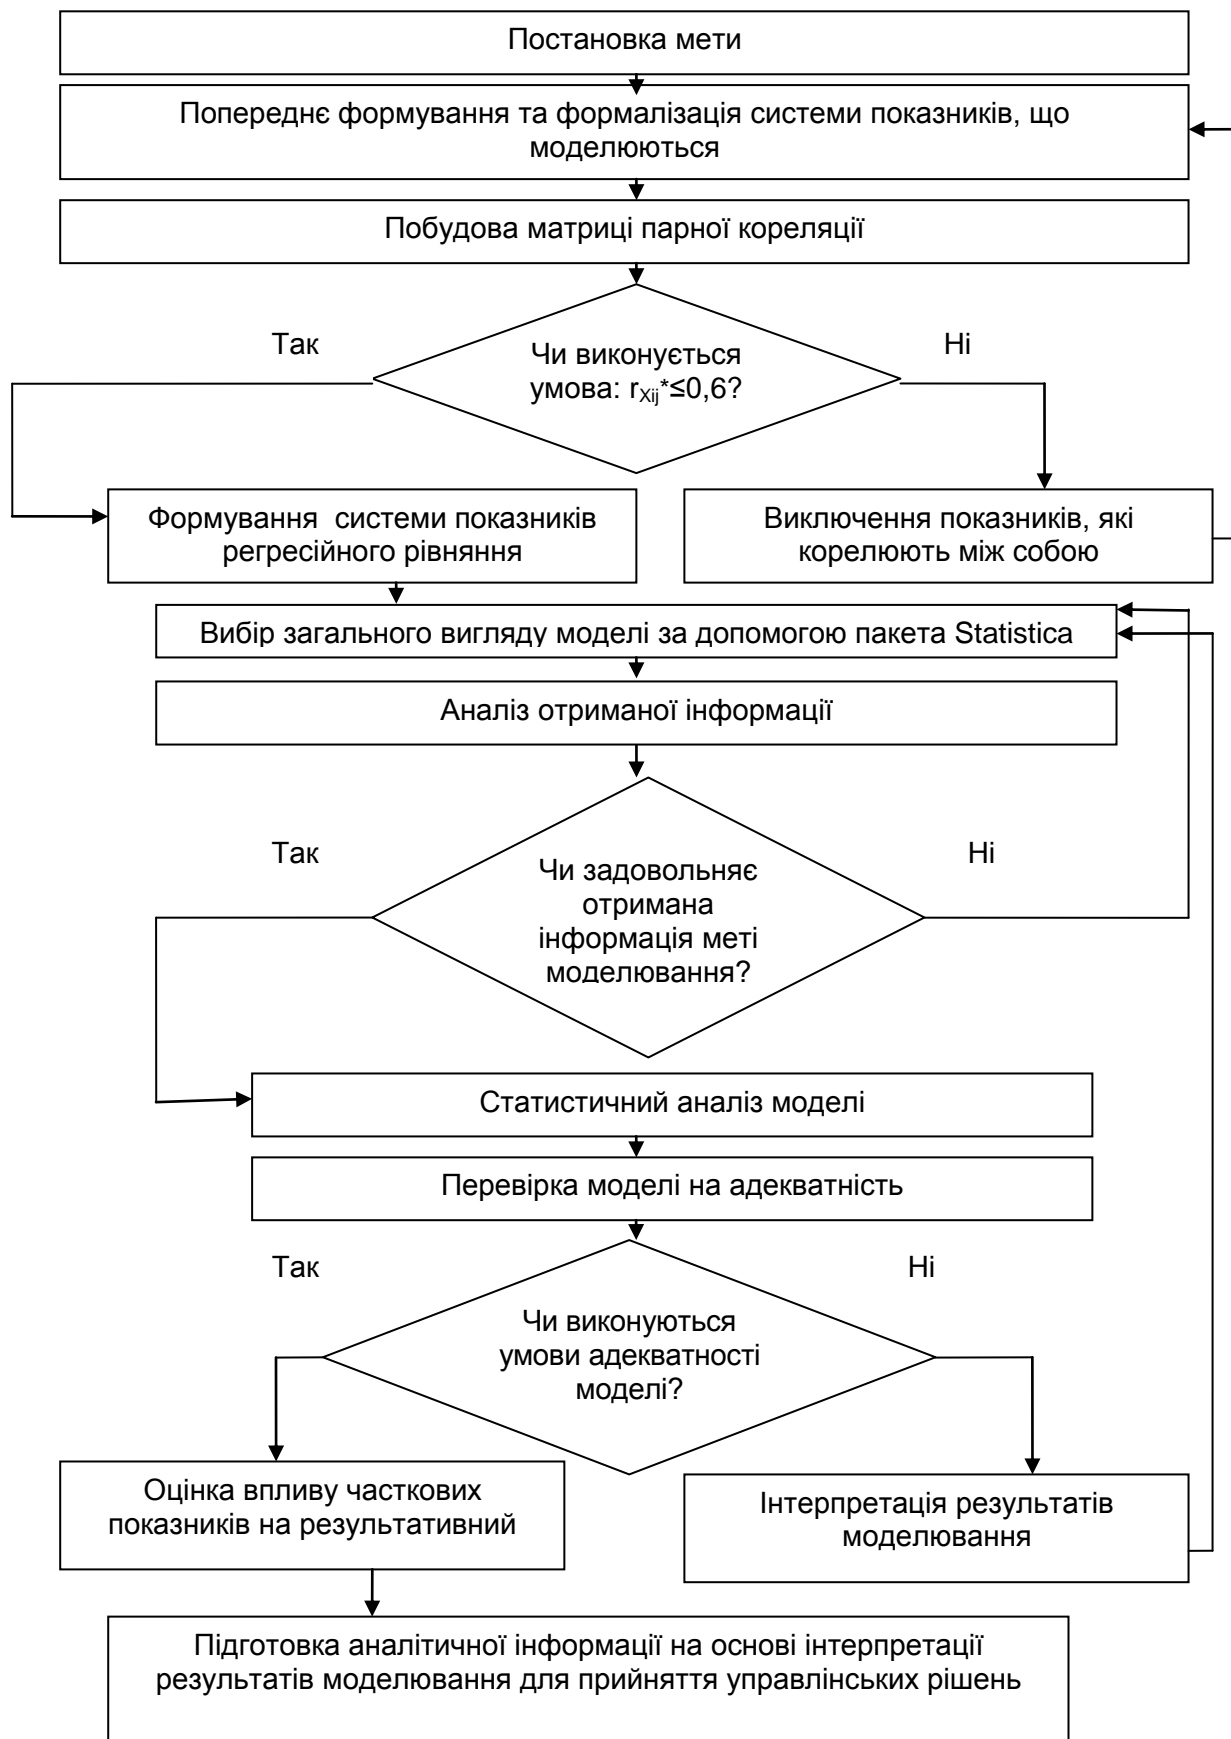 Постановка мети
Попереднє формування та формалізація системи показників, що
моделюються
Побудова матриці парної кореляції
Так
Ні
Чи виконується
умова: rXij*≤0,6?
Формування системи показників
регресійного рівняння
Виключення показників, які
корелюють між собою
Вибір загального вигляду моделі за допомогою пакета Statistica
Аналіз отриманої інформації
Так
Ні
Чи задовольняє
отримана
інформація меті
моделювання?
Статистичний аналіз моделі
Перевірка моделі на адекватність
Так
Ні
Чи виконуються
умови адекватності
моделі?
Оцінка впливу часткових
показників на результативний
Інтерпретація результатів
моделювання
Підготовка аналітичної інформації на основі інтерпретації
результатів моделювання для прийняття управлінських рішень